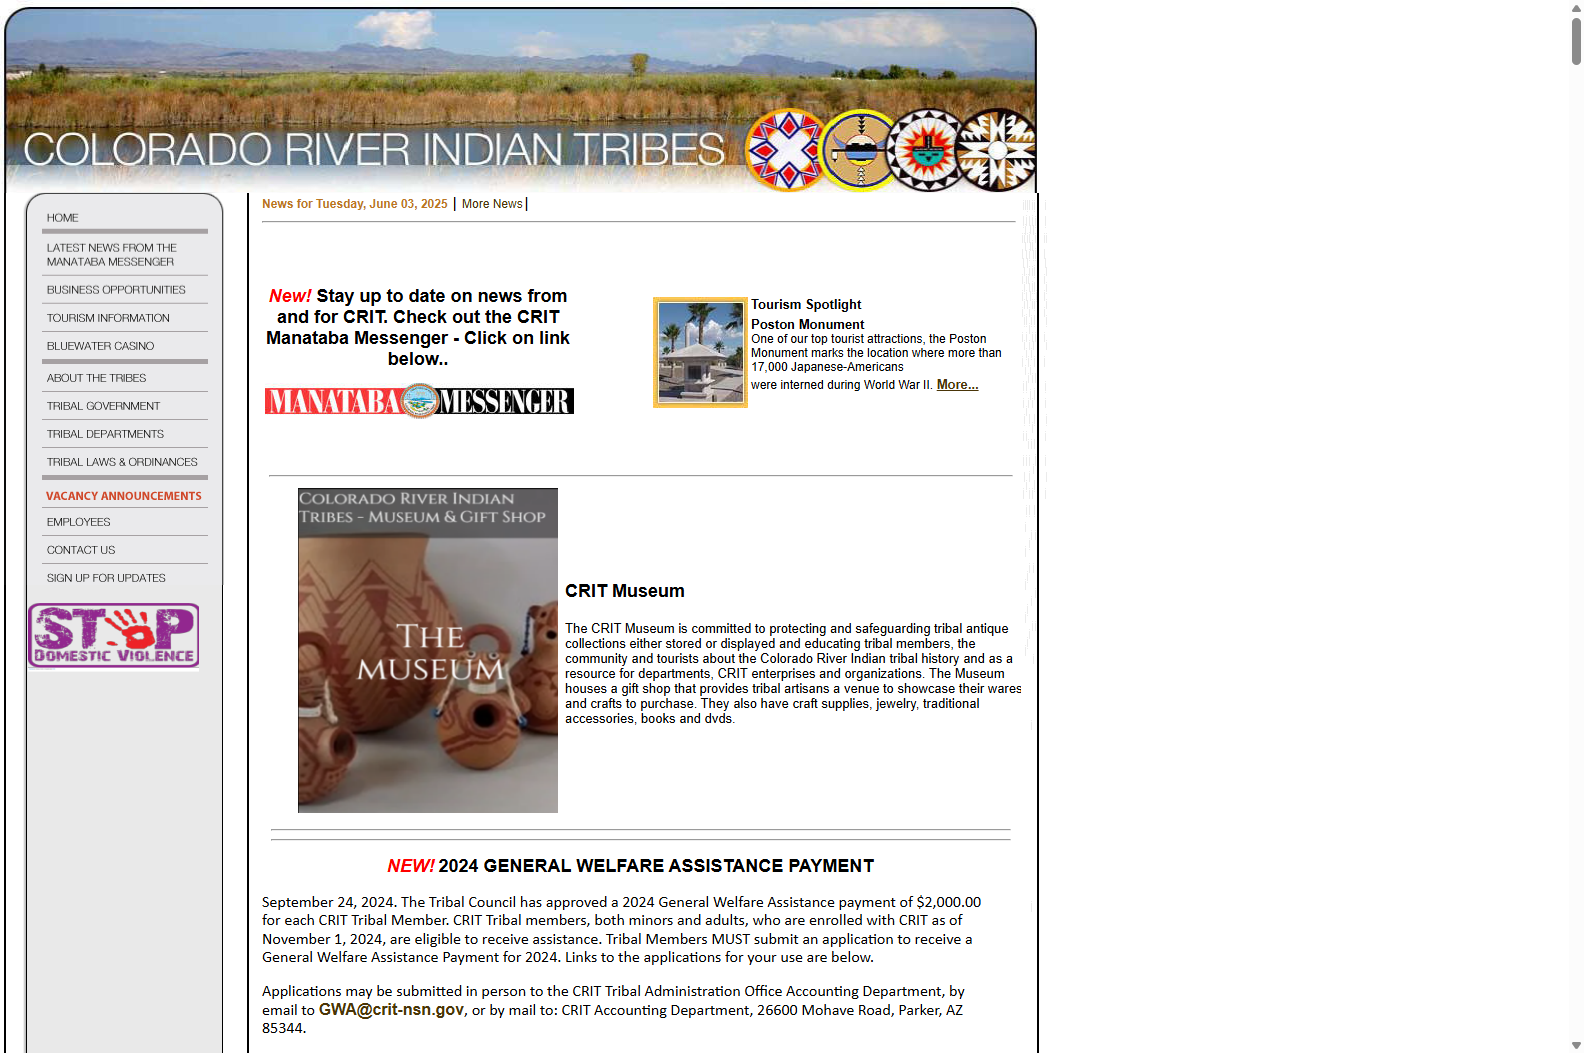 COLORADO RIVER INDIAN TRIBES
HOME
LATEST NEWS FROM THE
MANATABA MESSENGER
BUSINESS OPPORTUNITIES
TOURISM INFORMATION
BLUEWATER CASINO
ABOUT THE TRIBES
TRIBAL GOVERNMENT
TRIBAL DEPARTMENTS
TRIBAL LAWS & ORDINANCES
VACANCY ANNOUNCEMENTS
EMPLOYEES
CONTACT US
SIGN UP FOR UPDATES
STOP
DOMESTIC VIOLENCE
News for Tuesday, June 03, 2025 | More News |
New! Stay up to date on news from
and for CRIT. Check out the CRIT
Manataba Messenger - Click on link
below..
MANATABA MESSENGER
Tourism Spotlight
Poston Monument
One of our top tourist attractions, the Poston
Monument marks the location where more than
17,000 Japanese-Americans
were interned during World War II. More...
COLORADO RIVER INDIAN
TRIBES - MUSEUM & GIFT SHOP
THE
MUSEUM
CRIT Museum
The CRIT Museum is committed to protecting and safeguarding tribal antique
collections either stored or displayed and educating tribal members, the
community and tourists about the Colorado River Indian tribal history and as a
resource for departments, CRIT enterprises and organizations. The Museum
houses a gift shop that provides tribal artisans a venue to showcase their wares
and crafts to purchase. They also have craft supplies, jewelry, traditional
accessories, books and dvds.
NEW! 2024 GENERAL WELFARE ASSISTANCE PAYMENT
September 24, 2024. The Tribal Council has approved a 2024 General Welfare Assistance payment of $2,000.00
for each CRIT Tribal Member. CRIT Tribal members, both minors and adults, who are enrolled with CRIT as of
November 1, 2024, are eligible to receive assistance. Tribal Members MUST submit an application to receive a
General Welfare Assistance Payment for 2024. Links to the applications for your use are below.
Applications may be submitted in person to the CRIT Tribal Administration Office Accounting Department, by
email to GWA@crit-nsn.gov, or by mail to: CRIT Accounting Department, 26600 Mohave Road, Parker, AZ
85344.